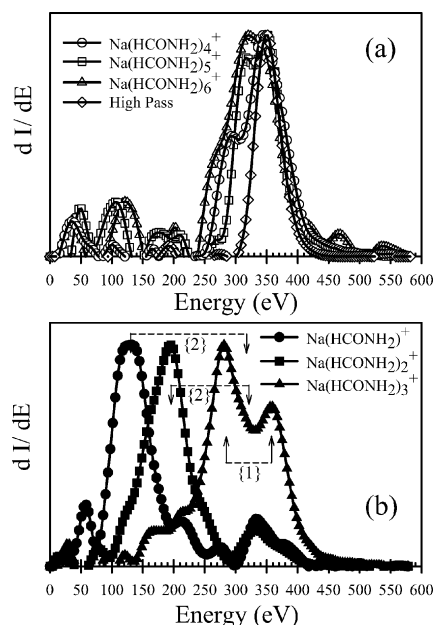 (a)
Na(HCONH2)4+
Na(HCONH2)5+
Na(HCONH2)6+
High Pass
d I/ dE
0 50 100 150 200 250 300 350 400 450 500 550 600
Energy (eV)
{2}
Na(HCONH2)+
Na(HCONH2)2+
{2}
Na(HCONH2)3+
{1}
d I/ dE
(b)
0 50 100 150 200 250 300 350 400 450 500 550 600
Energy (eV)